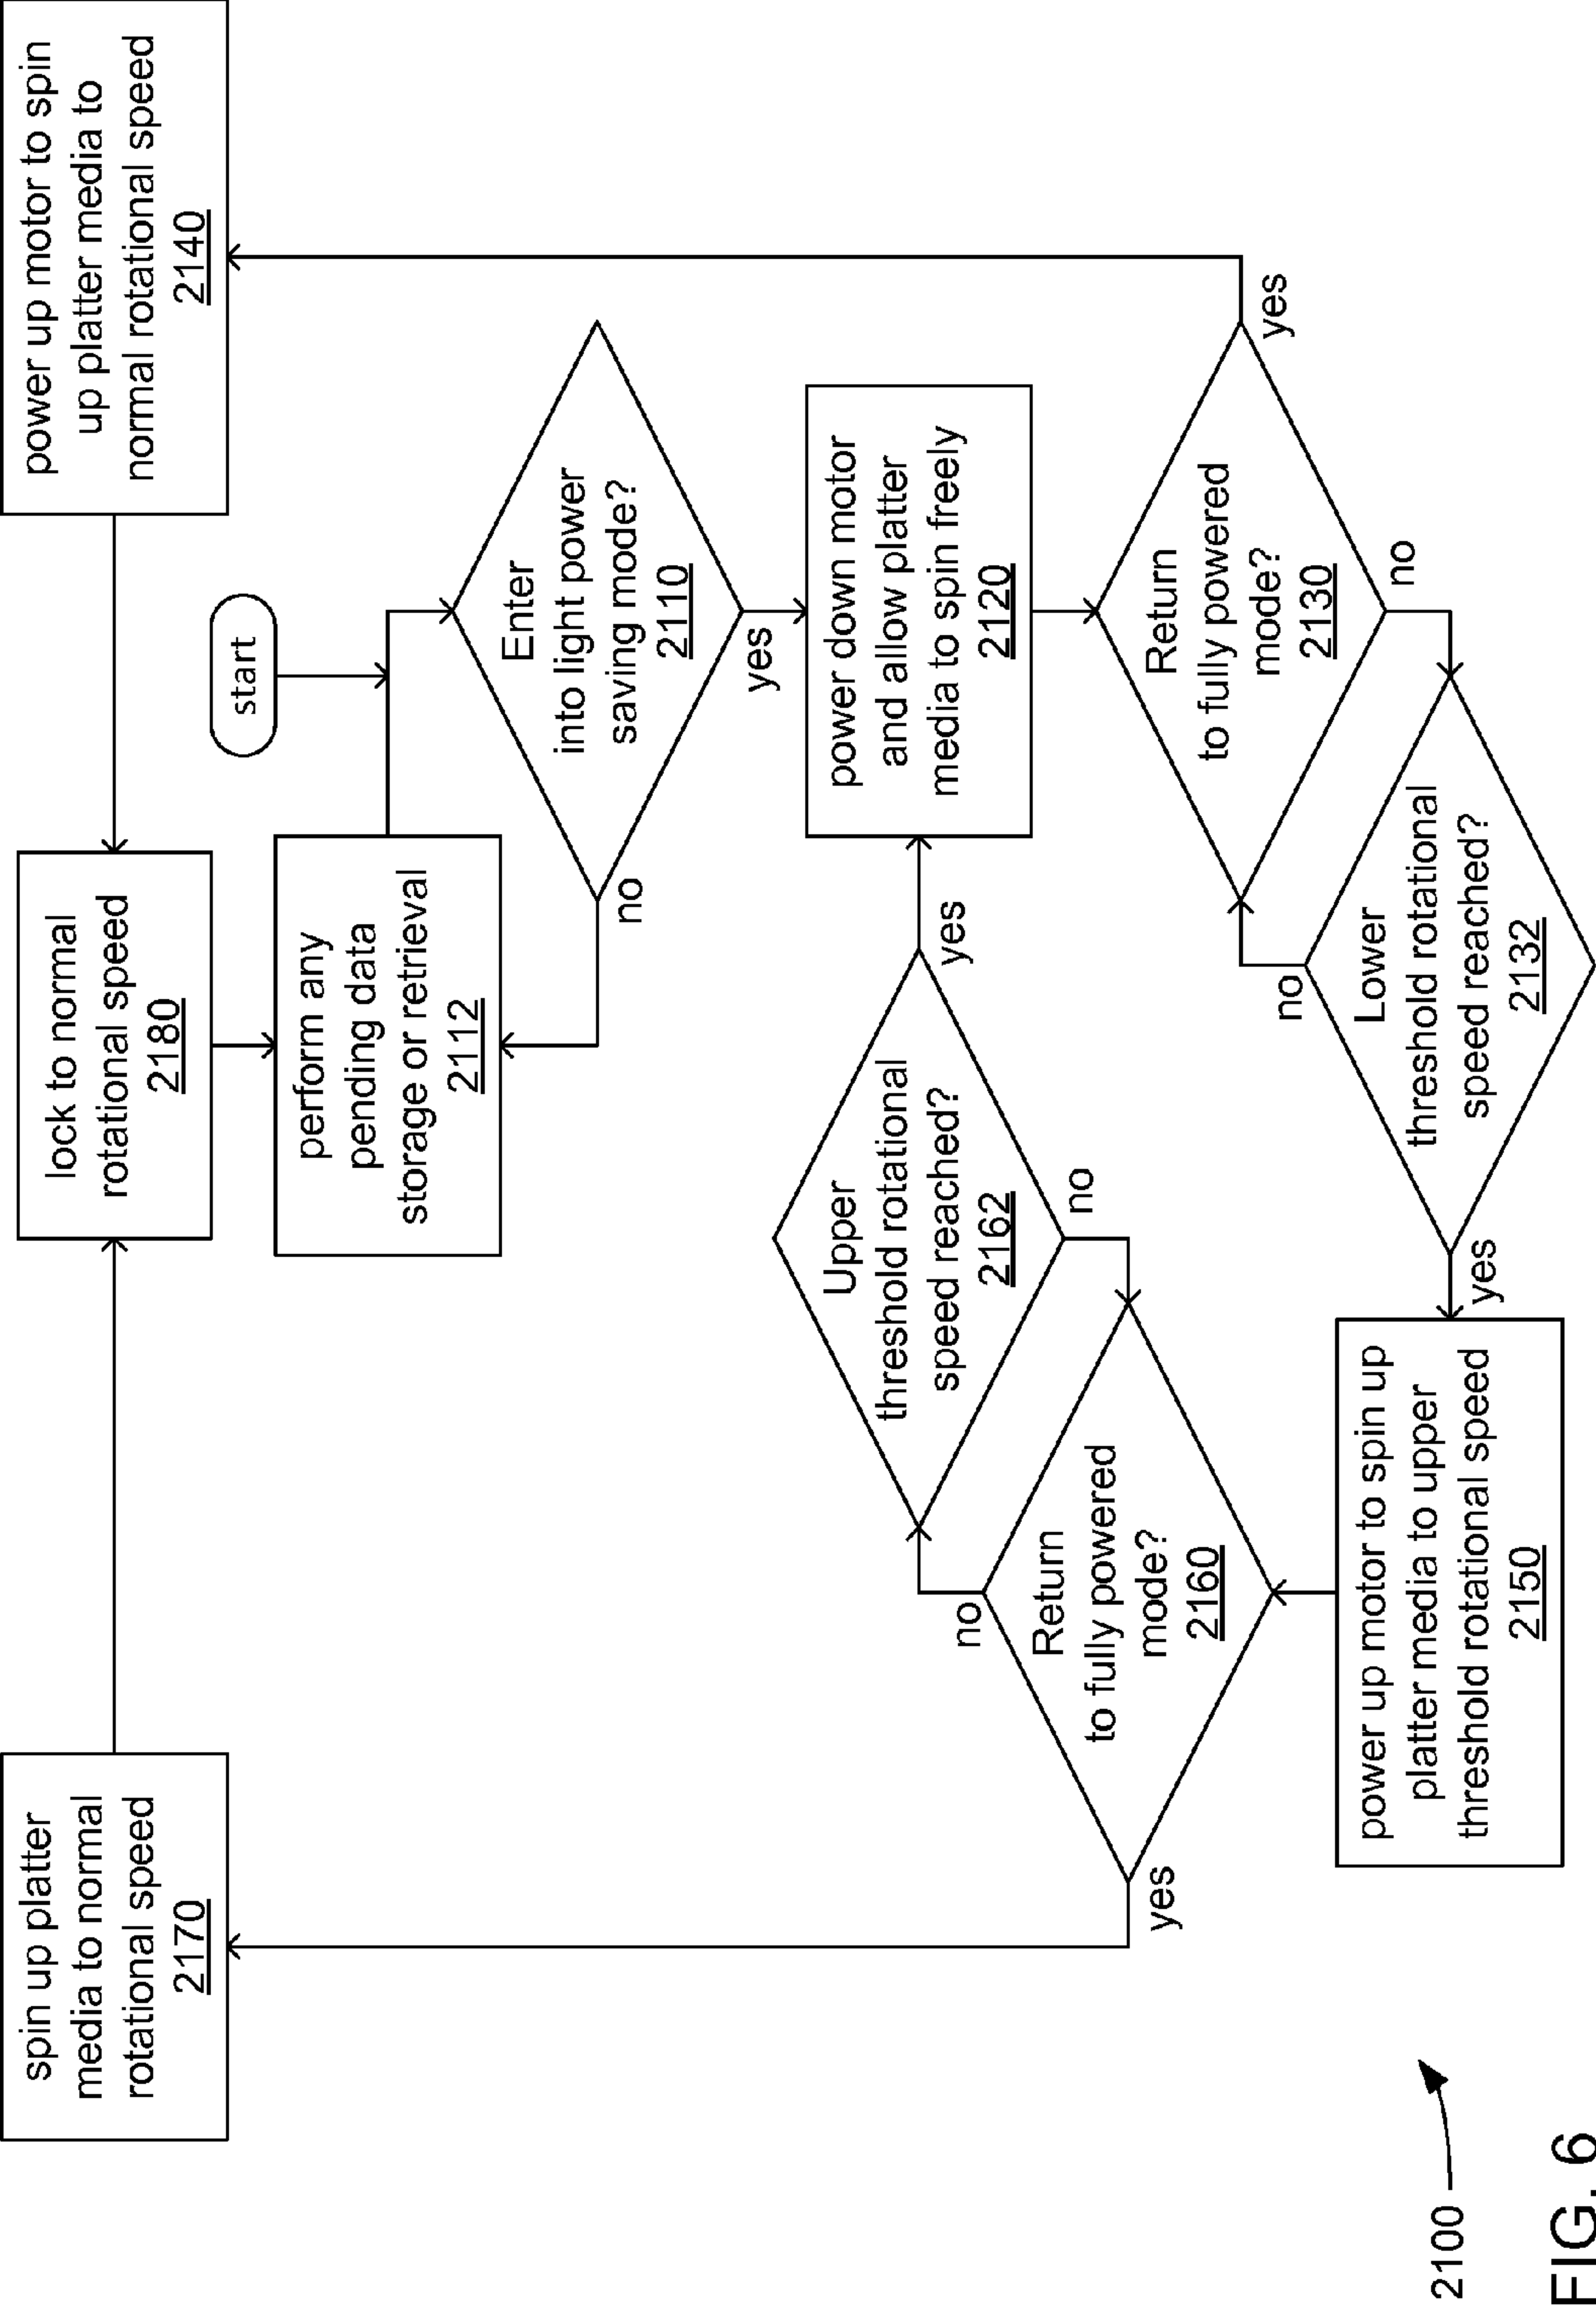 spin up platter
media to normal
rotational speed
2170
lock to normal
rotational speed
2180
power up motor to spin
up platter media to
normal rotational speed
2140
start
perform any
pending data
storage or retrieval
2112
Enter
into light power
saving mode?
2110
no
yes
Upper
threshold rotational
speed reached?
2162
yes
no
power down motor
and allow platter
media to spin freely
2120
Return
to fully powered
mode?
2160
no
yes
Return
to fully powered
mode?
2130
yes
no
Lower
threshold rotational
speed reached?
2132
no
yes
power up motor to spin up
platter media to upper
threshold rotational speed
2150
2100
FIG. 6